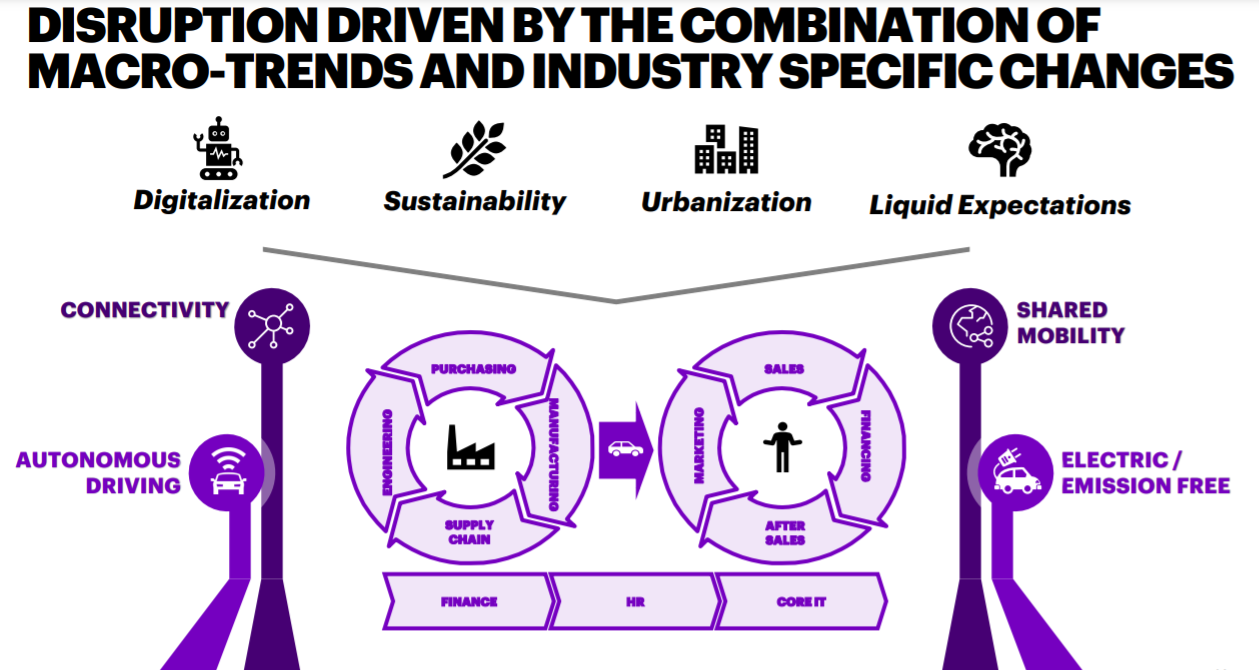 DISRUPTION DRIVEN BY THE COMBINATION OF
MACRO-TRENDS AND INDUSTRY SPECIFIC CHANGES
Digitalization
Sustainability
Urbanization
Liquid Expectations
CONNECTIVITY
SHARED
MOBILITY
AUTONOMOUS
DRIVING
ELECTRIC /
EMISSION FREE
PURCHASING
MANUFACTURING
SUPPLY
CHAIN
ENGINEERING
SALES
FINANCING
AFTER
SALES
MARKETING
FINANCE
HR
CORE IT